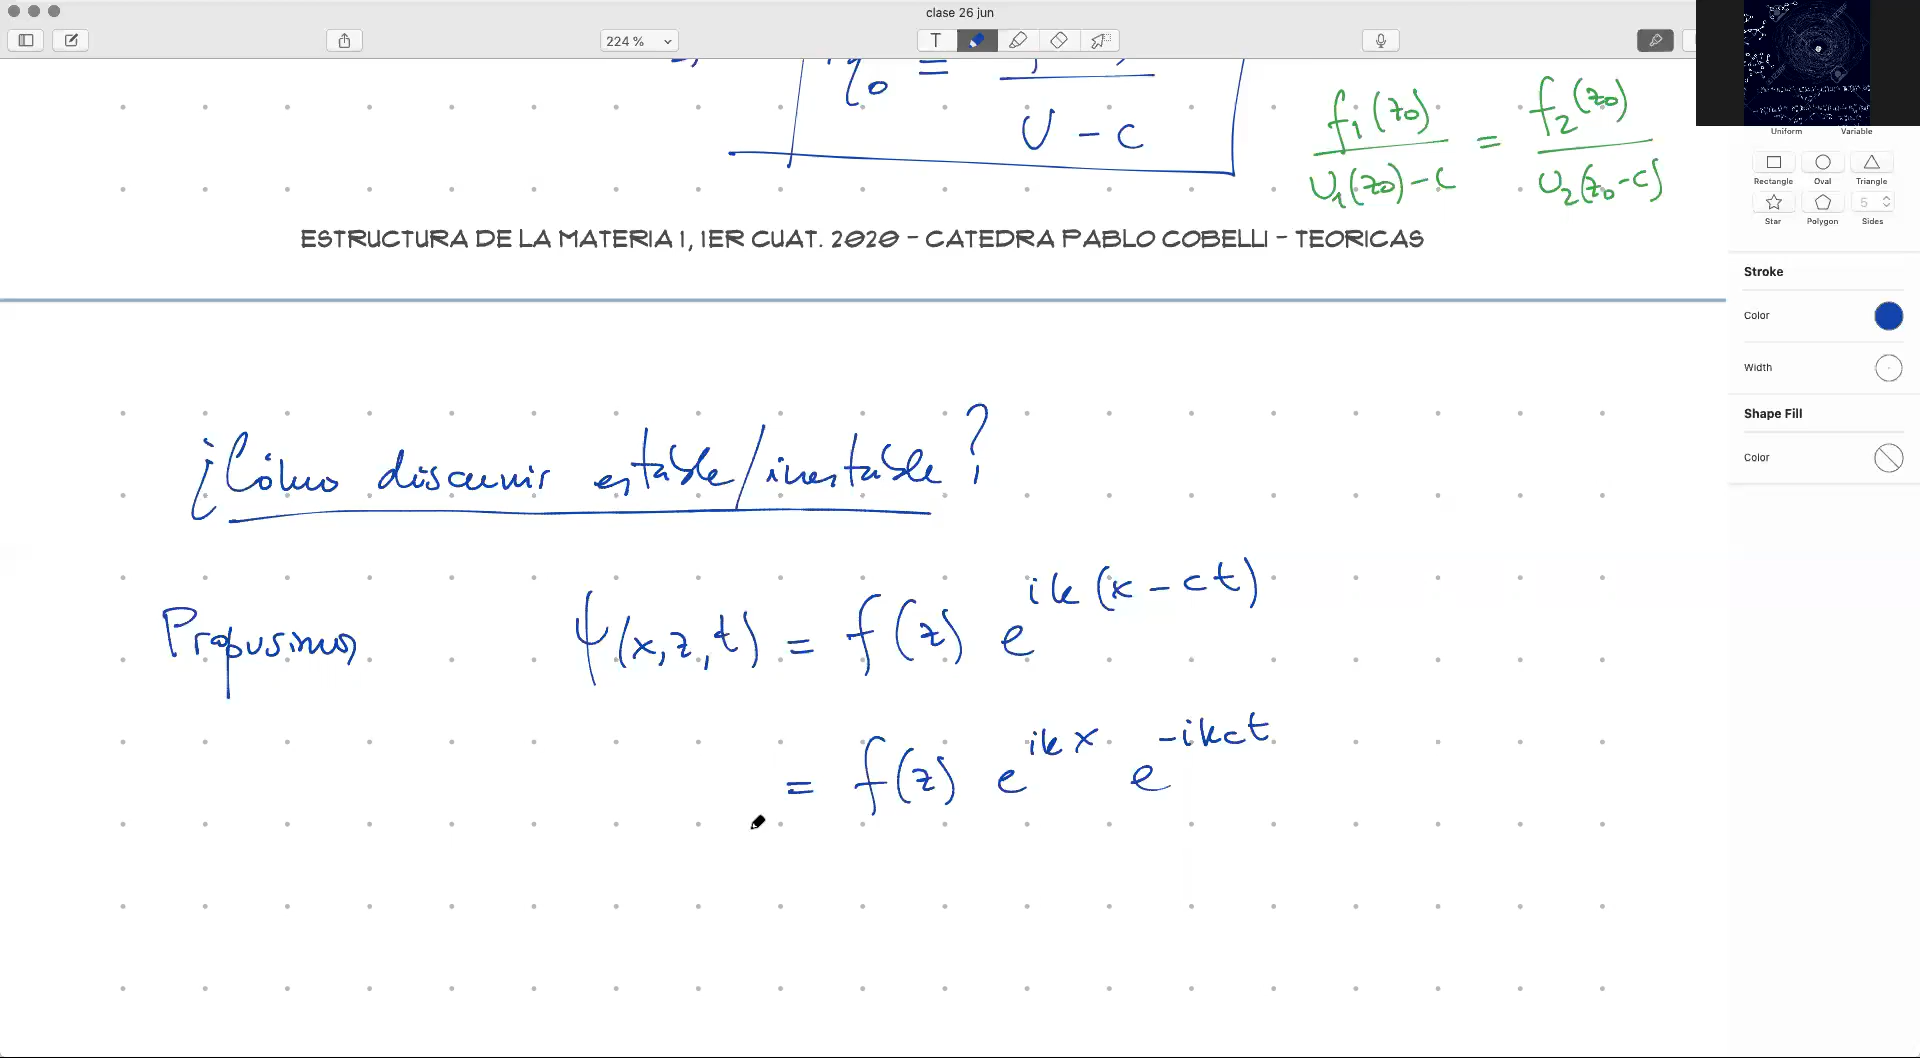 clase 26 jun
224 %
T
η₀ =
U - c
f₁(z₀) / U₁(z₀) - c = f₂(z₀) / U₂(z₀ - c)
Uniform Variable
Rectangle Oval Triangle
5
Star Polygon Sides
ESTRUCTURA DE LA MATERIA 1, 1ER CUAT. 2020 - CATEDRA PABLO COBELLI - TEORICAS
Stroke
Color
Width
Shape Fill
Color
¿Cómo discernir estable/inestable?
Propusimos ψ(x,z,t) = f(z) e^{ik(x-ct)}
= f(z) e^{ikx} e^{-ikct}